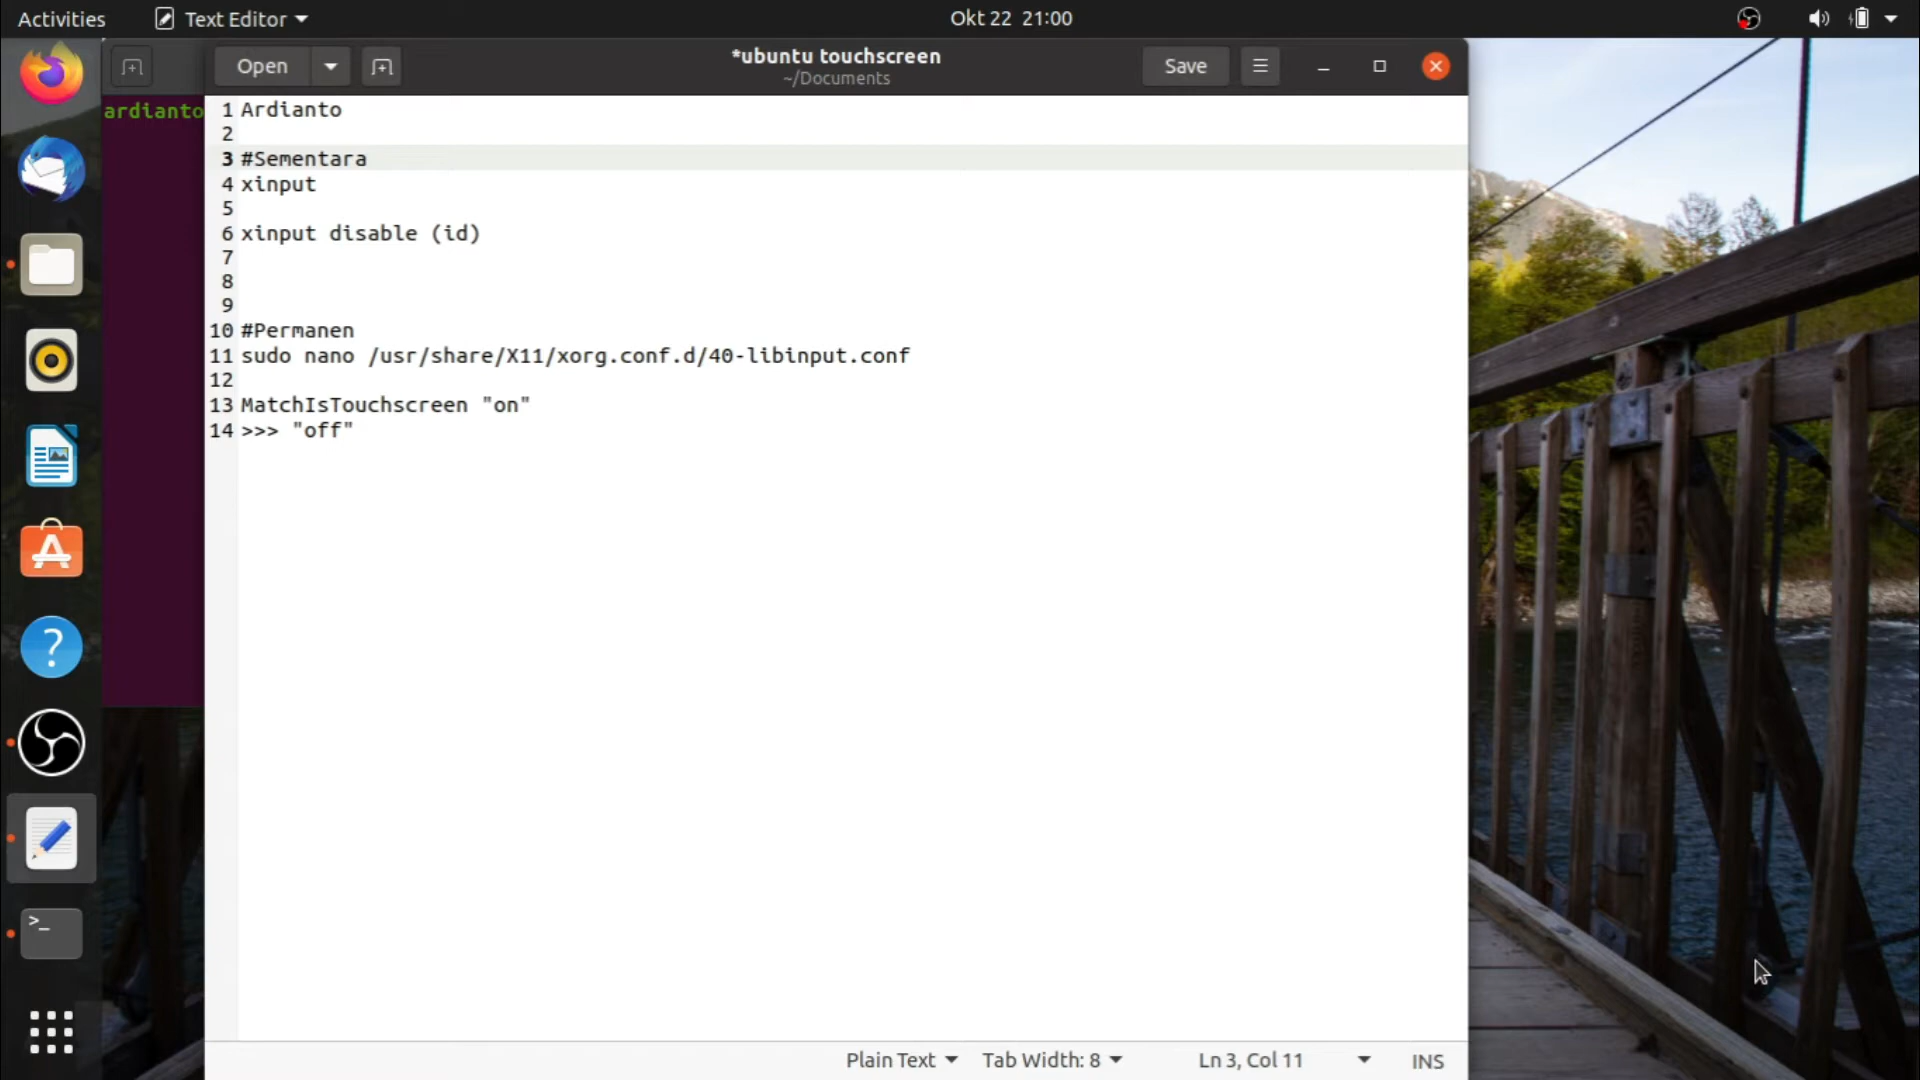 Activities
Text Editor
Okt 22 21:00
Open
*ubuntu touchscreen
~/Documents
Save
ardianto
1 Ardianto
2
3 #Sementara
4 xinput
5
6 xinput disable (id)
7
8
9
10 #Permanen
11 sudo nano /usr/share/X11/xorg.conf.d/40-libinput.conf
12
13 MatchIsTouchscreen "on"
14 >>> "off"
Plain Text
Tab Width: 8
Ln 3, Col 11
INS